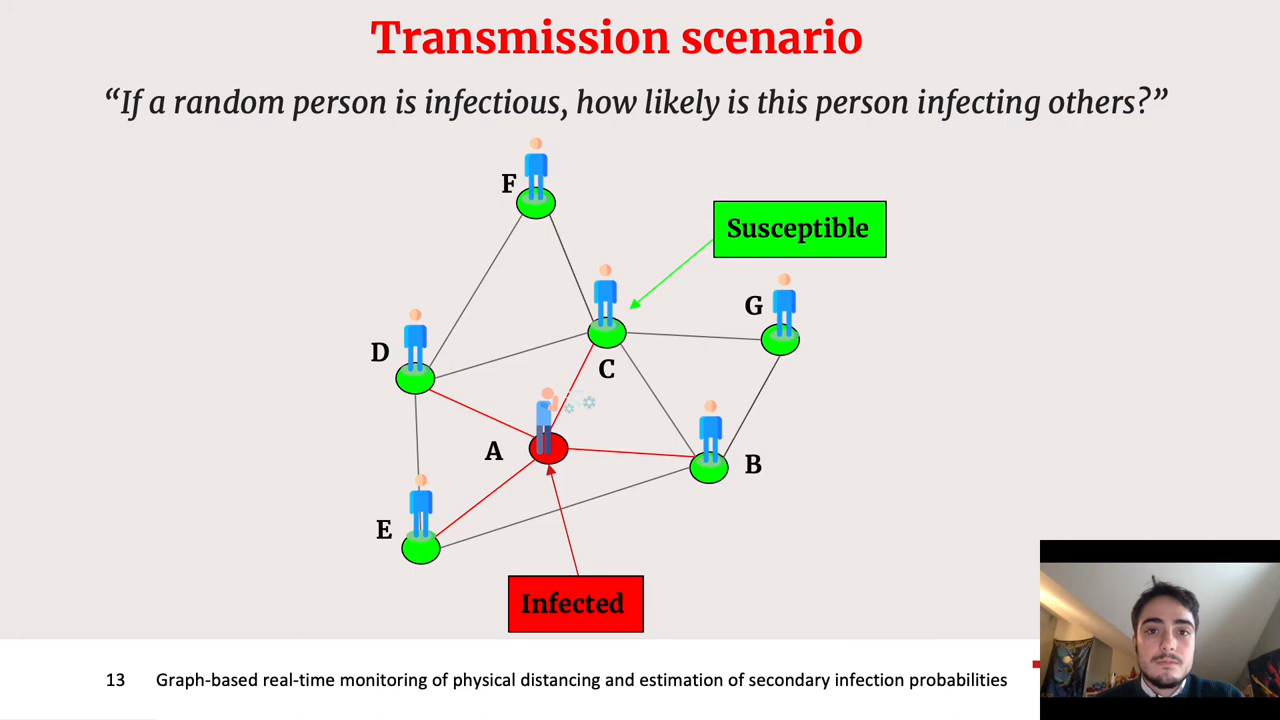 Transmission scenario
“If a random person is infectious, how likely is this person infecting others?”
F
Susceptible
G
D
C
A
B
E
Infected
13 Graph-based real-time monitoring of physical distancing and estimation of secondary infection probabilities